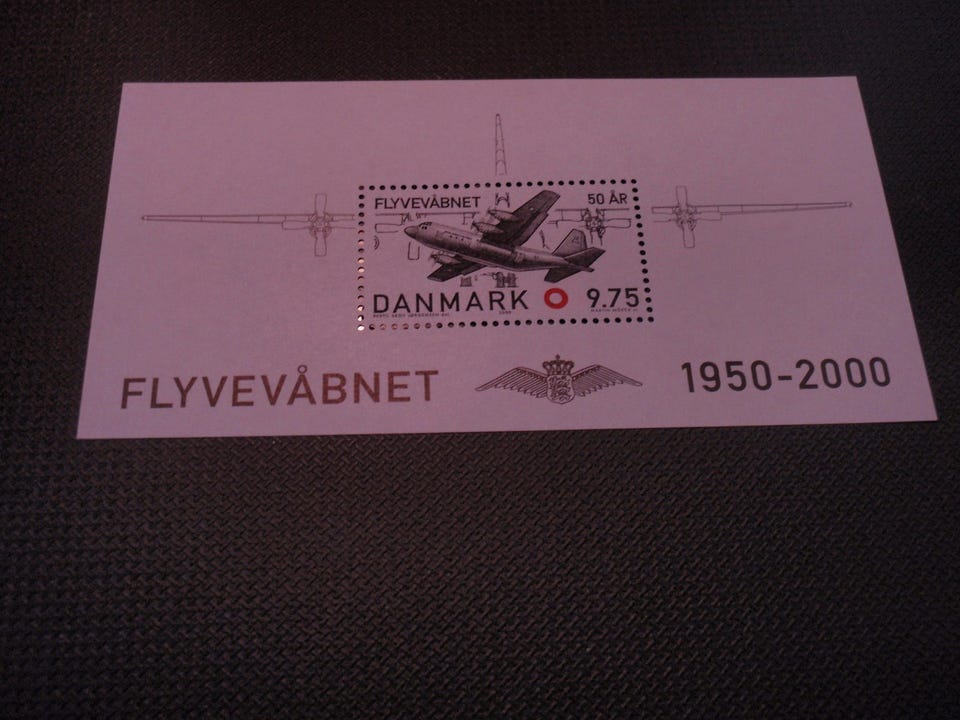 FLYVEVÅBNET 50 ÅR
DANMARK 9.75
FLYVEVÅBNET 1950-2000